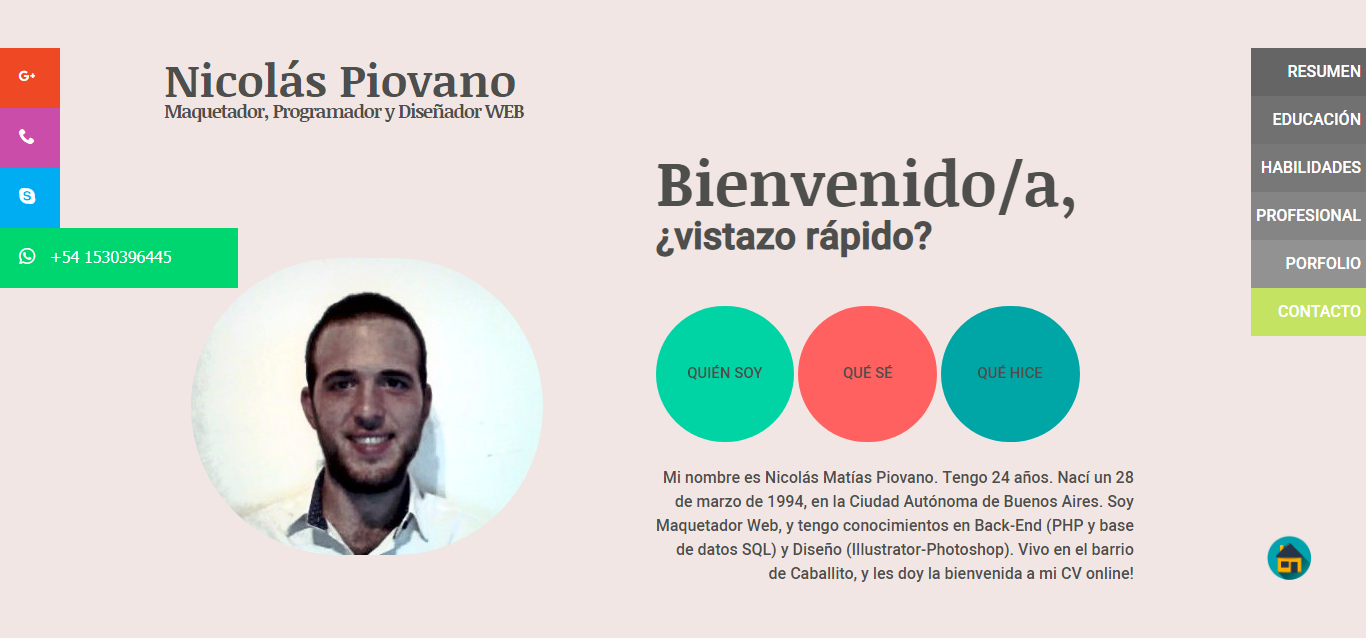 Nicolás Piovano
Maquetador, Programador y Diseñador WEB
G+
S
+54 1530396445
Bienvenido/a,
¿vistazo rápido?
QUIÉN SOY
QUÉ SÉ
QUÉ HICE
Mi nombre es Nicolás Matías Piovano. Tengo 24 años. Nací un 28
de marzo de 1994, en la Ciudad Autónoma de Buenos Aires. Soy
Maquetador Web, y tengo conocimientos en Back-End (PHP y base
de datos SQL) y Diseño (Illustrator-Photoshop). Vivo en el barrio
de Caballito, y les doy la bienvenida a mi CV online!
RESUMEN
EDUCACIÓN
HABILIDADES
PROFESIONAL
PORFOLIO
CONTACTO